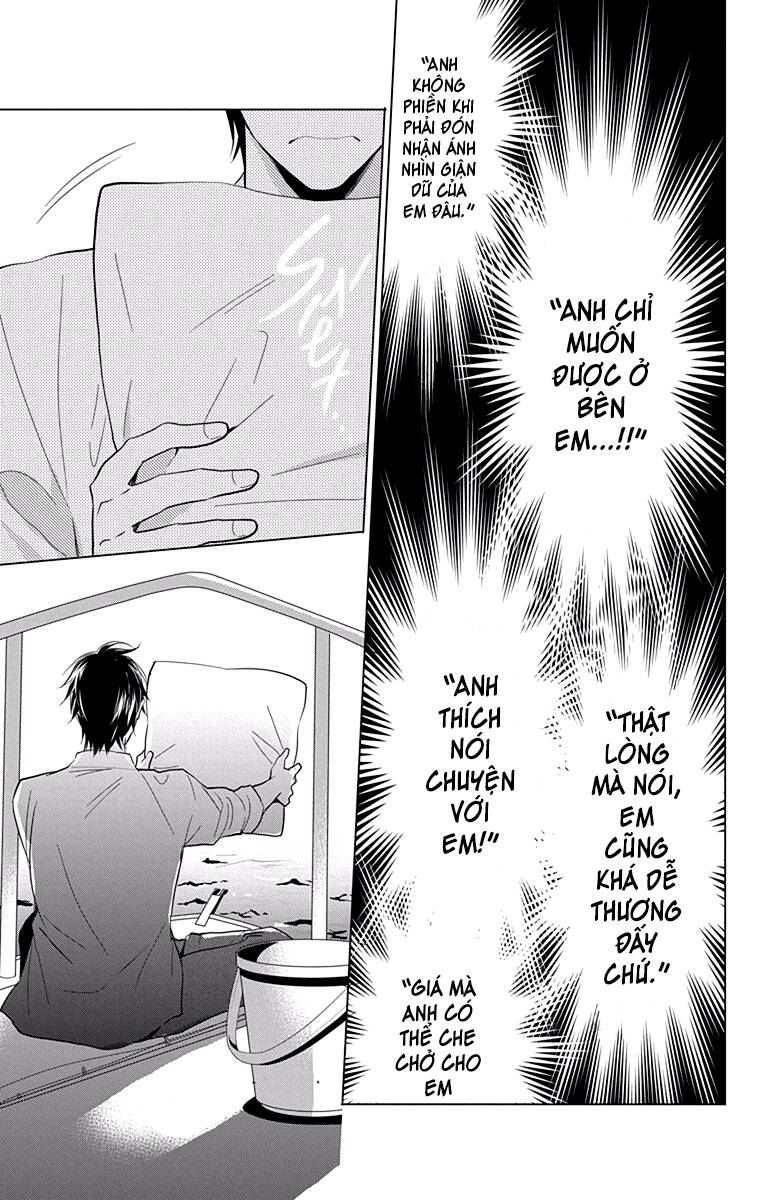 "ANH
KHÔNG
PHIỀN KHI
PHẢI ĐÓN
NHẬN ÁNH
NHÌN GIẬN
DỮ CỦA
EM ĐÂU."
"ANH CHỈ
MUỐN
ĐƯỢC Ở
BÊN
EM...!!"
"THẬT
LÒNG
MÀ NÓI,
EM
CŨNG
KHÁ DỄ
THƯƠNG
ĐẤY
CHỨ."
"ANH
THÍCH
NÓI
CHUYỆN
VỚI
EM!"
"GIÁ MÀ
ANH CÓ
THỂ CHE
CHỞ CHO
EM
SIẾT...